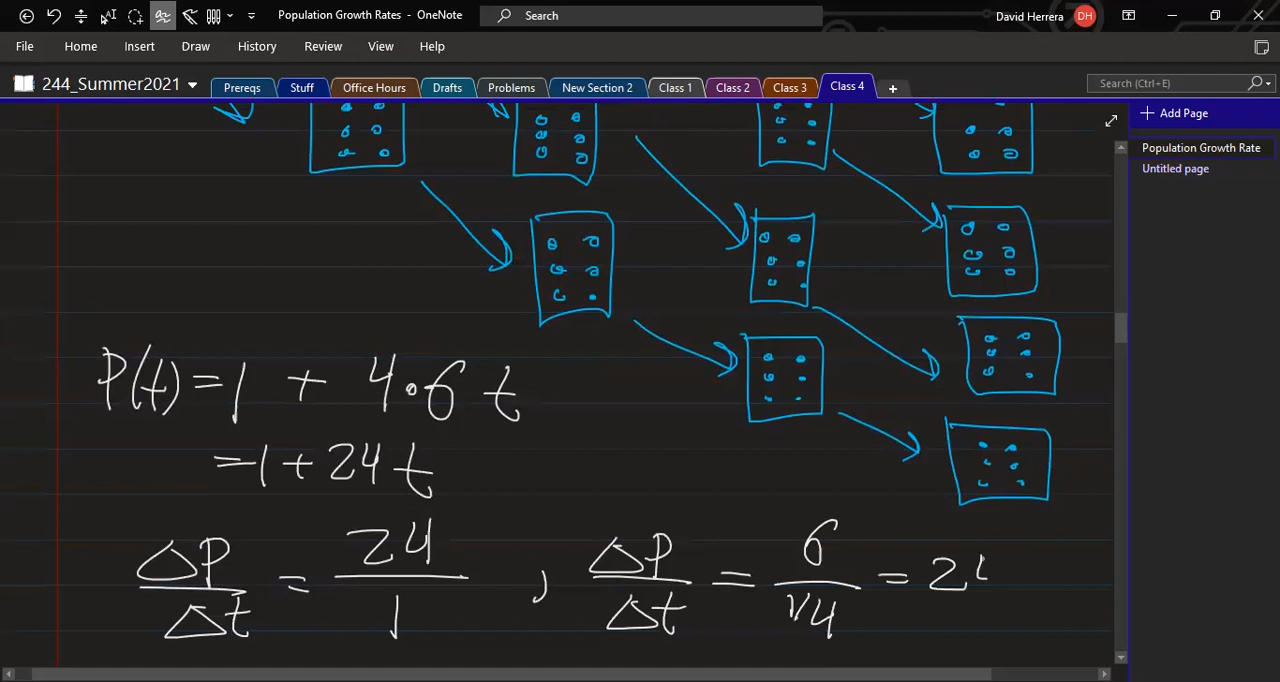 Population Growth Rates - OneNote
Search
David Herrera DH
File Home Insert Draw History Review View Help
244_Summer2021 Prereqs Stuff Office Hours Drafts Problems New Section 2 Class 1 Class 2 Class 3 Class 4
Search (Ctrl+E)
Add Page
Population Growth Rate
Untitled page
P(t) = 1 + 4·6 t
= 1 + 24 t
ΔP/Δt = 24/1 , ΔP/Δt = 6/1/4 = 2